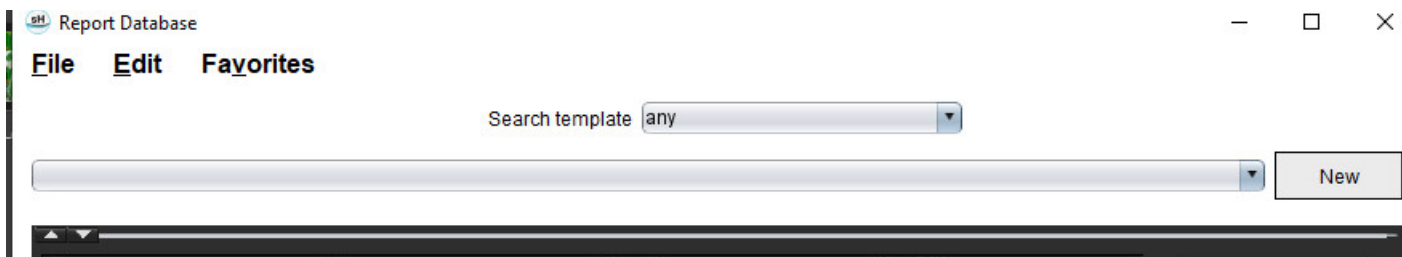 sH Report Database
File Edit Favorites
Search template any
New